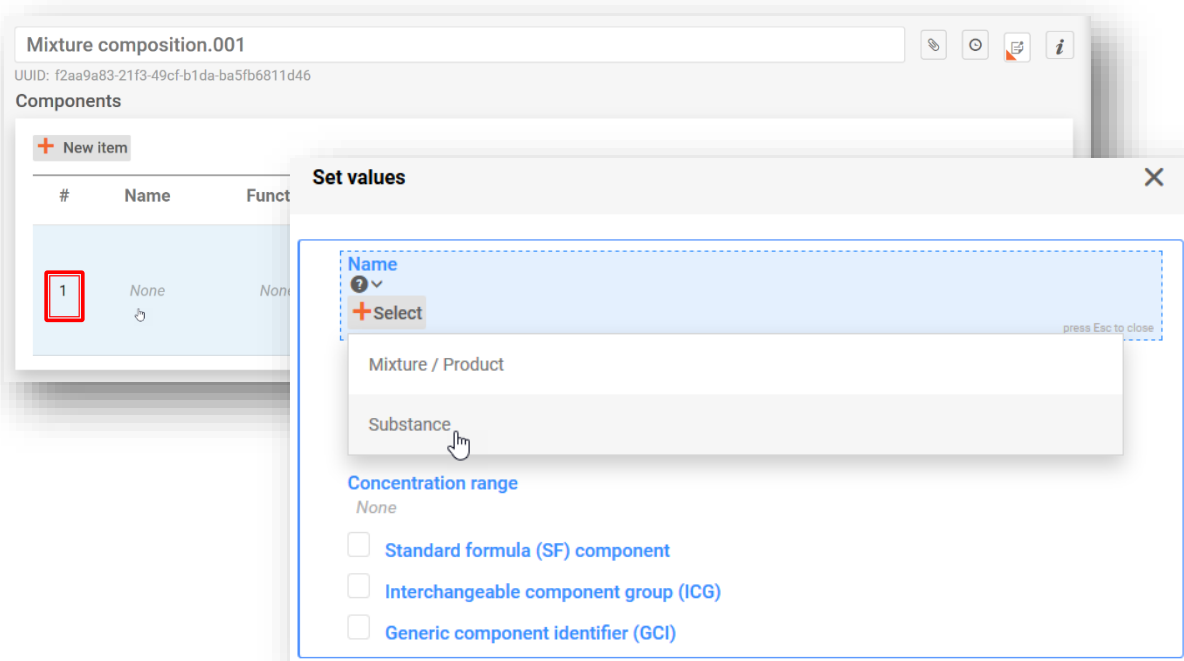 Mixture composition.001
UUID: f2aa9a83-21f3-49cf-b1da-ba5fb6811d46
Components
New item
# Name Funct
1 None Non
Set values
Name
Select
press Esc to close
Mixture / Product
Substance
Concentration range
None
Standard formula (SF) component
Interchangeable component group (ICG)
Generic component identifier (GCI)